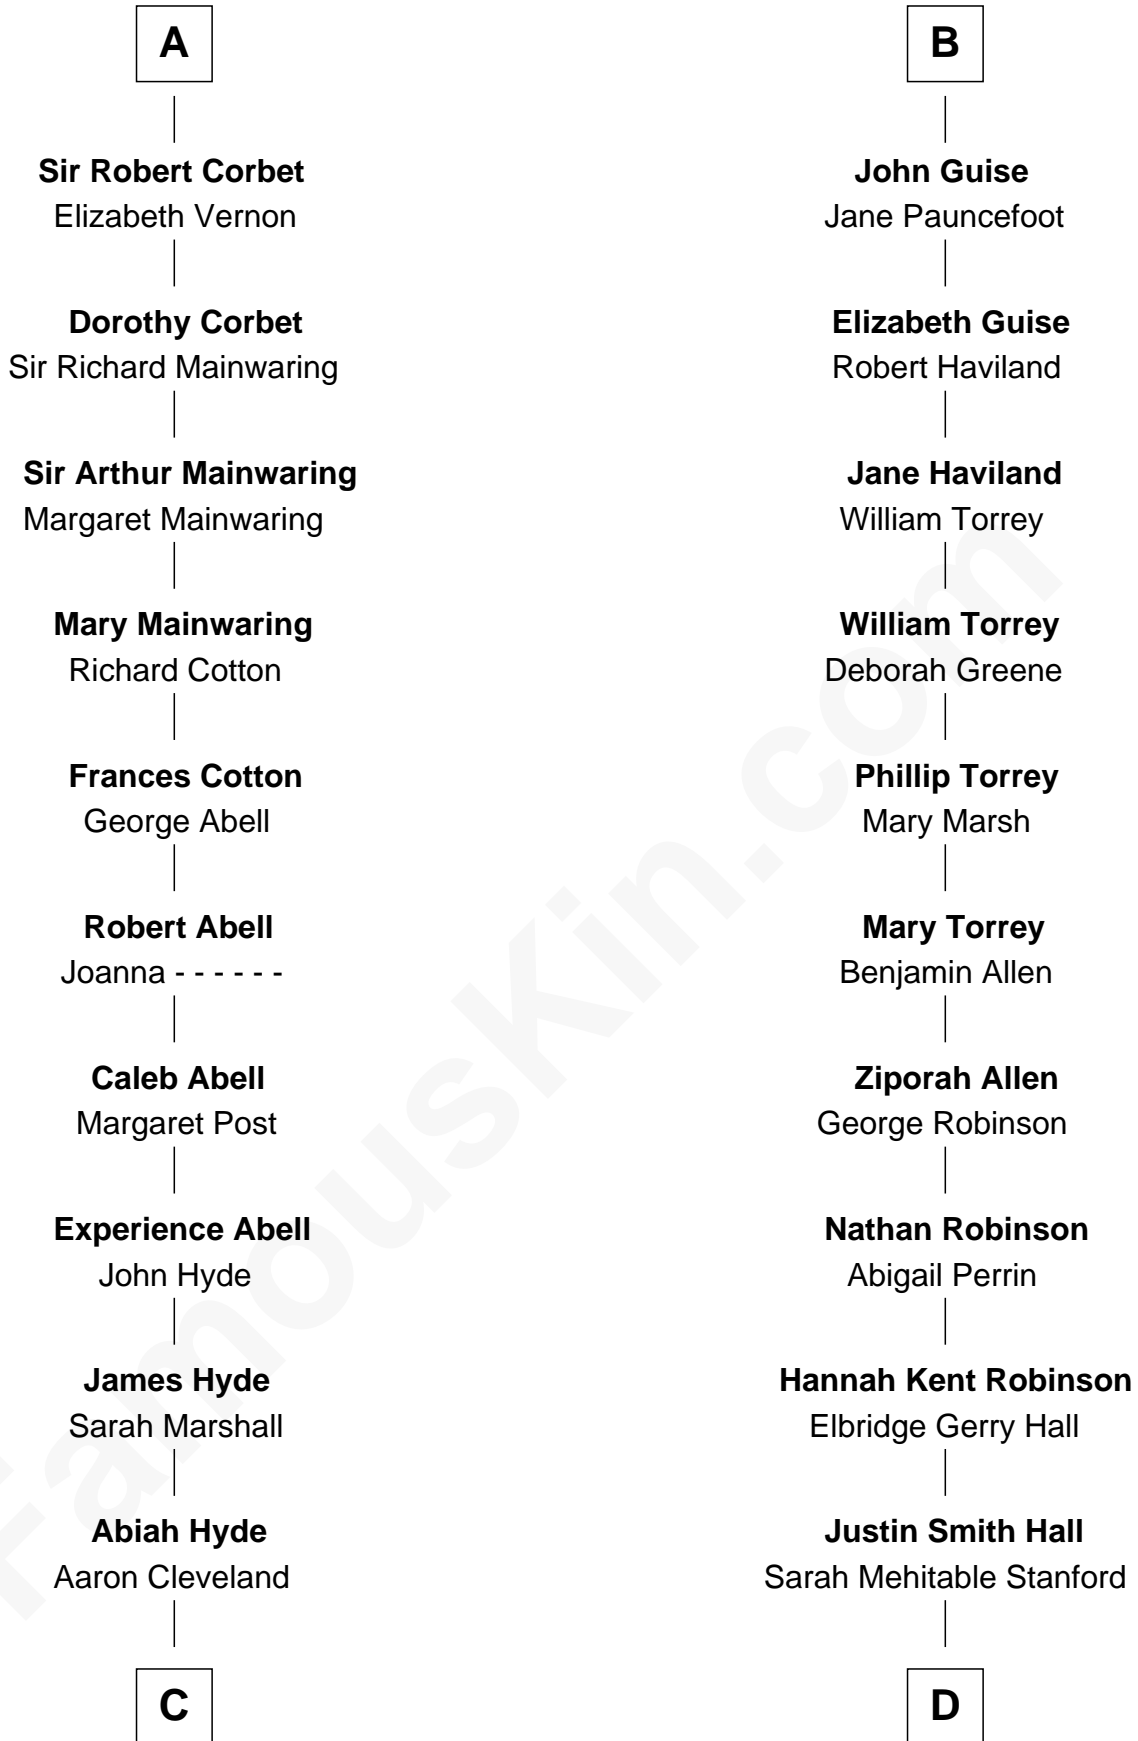 A
Sir Robert Corbet
Elizabeth Vernon
Dorothy Corbet
Sir Richard Mainwaring
Sir Arthur Mainwaring
Margaret Mainwaring
Mary Mainwaring
Richard Cotton
Frances Cotton
George Abell
Robert Abell
Joanna - - - - - -
Caleb Abell
Margaret Post
Experience Abell
John Hyde
James Hyde
Sarah Marshall
Abiah Hyde
Aaron Cleveland
C
B
John Guise
Jane Pauncefoot
Elizabeth Guise
Robert Haviland
Jane Haviland
William Torrey
William Torrey
Deborah Greene
Phillip Torrey
Mary Marsh
Mary Torrey
Benjamin Allen
Ziporah Allen
George Robinson
Nathan Robinson
Abigail Perrin
Hannah Kent Robinson
Elbridge Gerry Hall
Justin Smith Hall
Sarah Mehitable Stanford
D
FamousKin.com